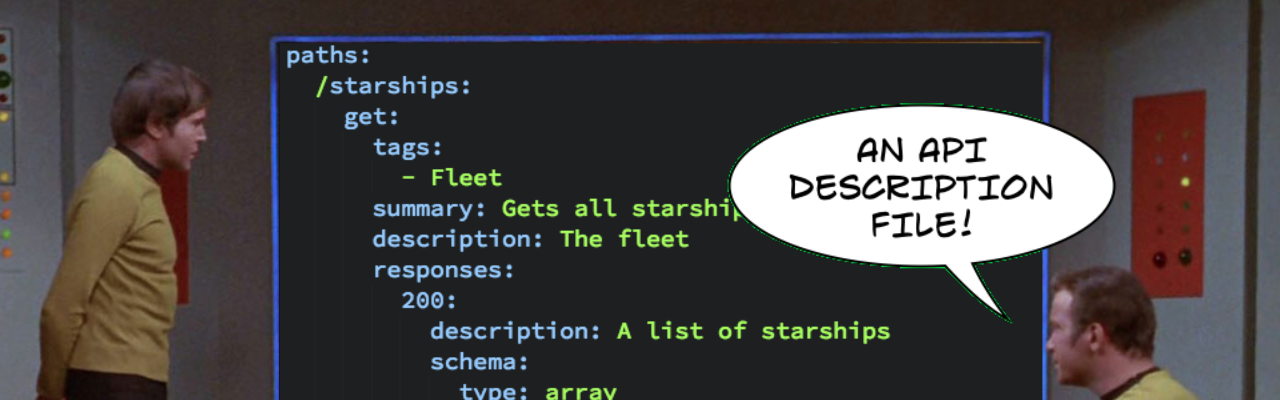 paths:
/starships:
get:
tags:
- Fleet
summary: Gets all starship
description: The fleet
responses:
200:
description: A list of starships
schema:
type: array
AN API
DESCRIPTION
FILE!